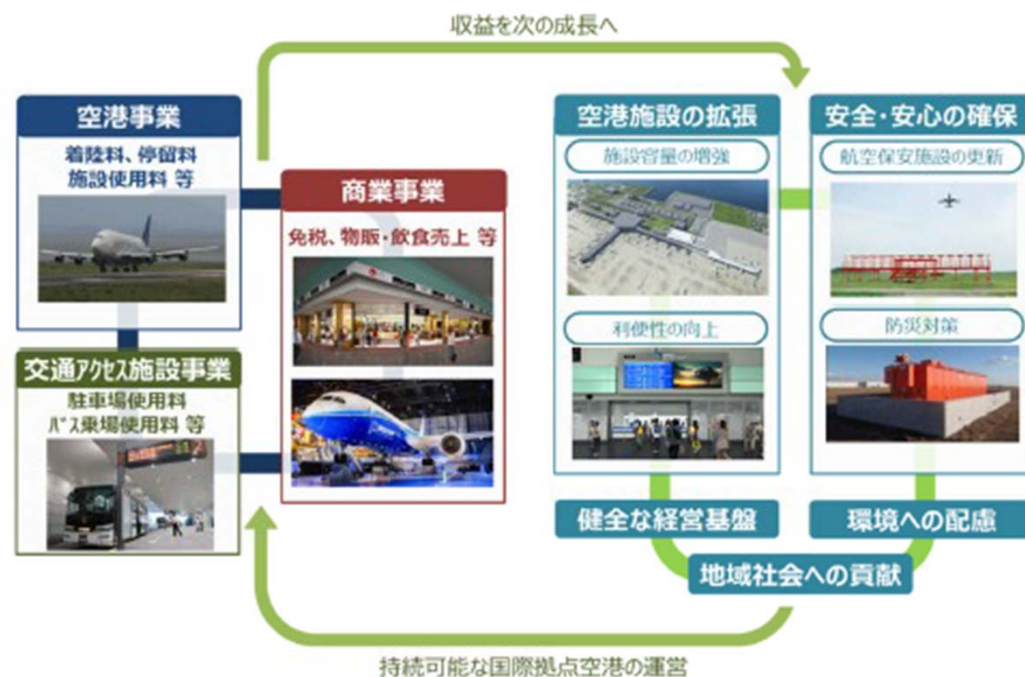 収益を次の成長へ
空港事業
着陸料、停留料
施設使用料 等
商業事業
免税、物販・飲食売上 等
交通アクセス施設事業
駐車場使用料
バス乗場使用料 等
空港施設の拡張
施設容量の増強
利便性の向上
安全・安心の確保
航空保安施設の更新
防災対策
健全な経営基盤
環境への配慮
地域社会への貢献
持続可能な国際拠点空港の運営